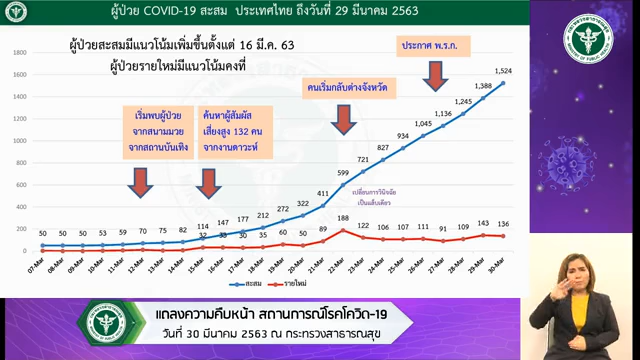 ผู้ป่วย COVID-19 สะสม ประเทศไทย ถึงวันที่ 29 มีนาคม 2563
ผู้ป่วยสะสมมีแนวโน้มเพิ่มขึ้นตั้งแต่ 16 มี.ค. 63
ผู้ป่วยรายใหม่มีแนวโน้มคงที่
ประกาศ พ.ร.ก.
คนเริ่มกลับต่างจังหวัด
เริ่มพบผู้ป่วย
จากสนามมวย
จากสถานบันเทิง
ค้นหาผู้สัมผัส
เสี่ยงสูง 132 คน
จากงานดาวะห์
เปลี่ยนการวินิจฉัย
เป็นแล็บเดียว
1800
1600
1400
1200
1000
800
600
400
200
0
50 50 50 53 59 70 75 82 114 147 177 212 272 322 411 599 721 827 934 1,045 1,136 1,245 1,388 1,524
32 33 30 35 60 50 89 188 122 106 107 111 91 109 143 136
07-Mar 08-Mar 09-Mar 10-Mar 11-Mar 12-Mar 13-Mar 14-Mar 15-Mar 16-Mar 17-Mar 18-Mar 19-Mar 20-Mar 21-Mar 22-Mar 23-Mar 24-Mar 25-Mar 26-Mar 27-Mar 28-Mar 29-Mar 30-Mar
สะสม รายใหม่
แถลงความคืบหน้า สถานการณ์โรคโควิด-19
วันที่ 30 มีนาคม 2563 ณ กระทรวงสาธารณสุข